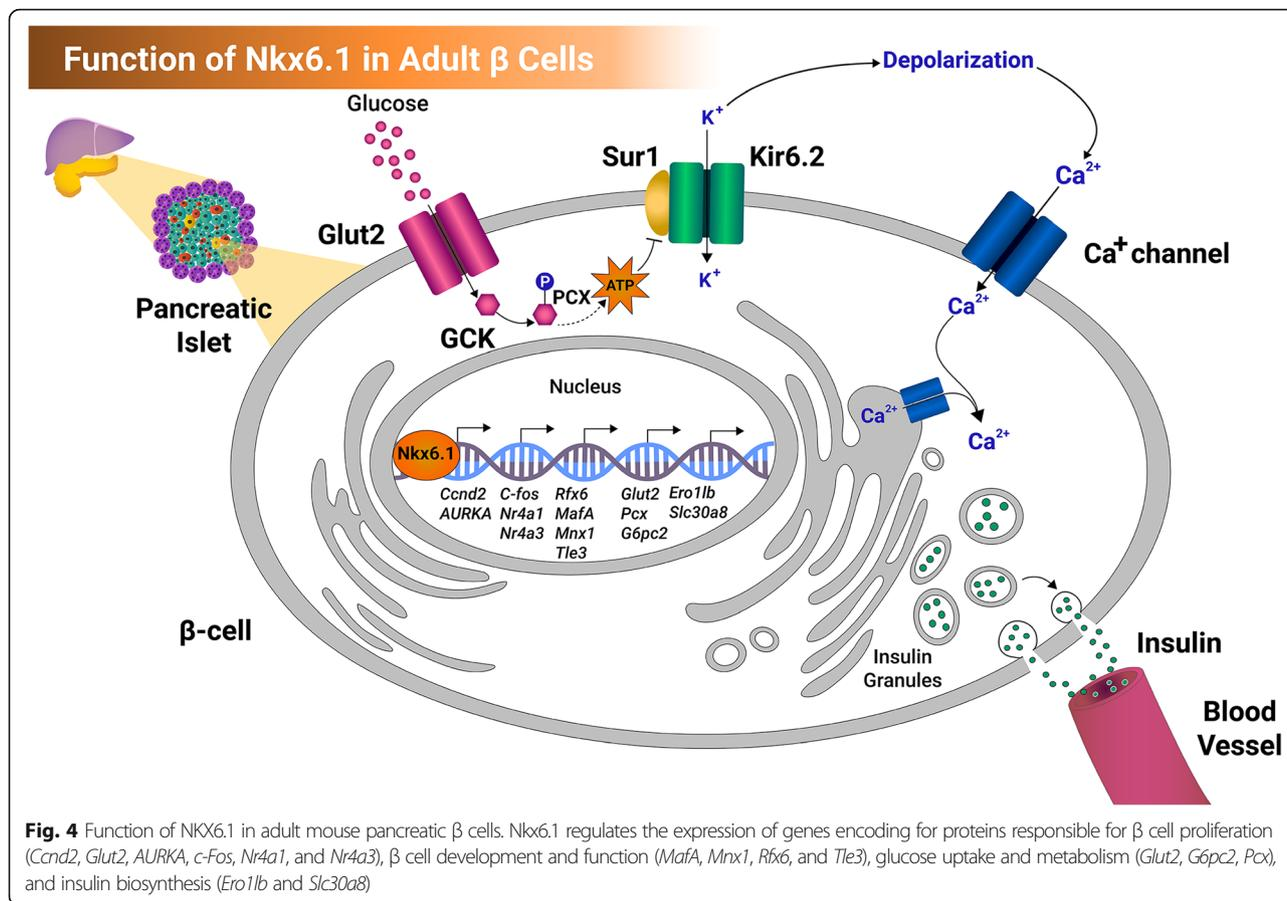 Function of Nkx6.1 in Adult β Cells
Glucose
Depolarization
K+
Sur1
Kir6.2
Ca2+
Glut2
Ca+ channel
P
PCX
ATP
K+
Ca2+
Pancreatic
Islet
GCK
Nucleus
Ca2+
Ca2+
Nkx6.1
Ccnd2 C-fos Rfx6 Glut2 Ero1lb
AURKA Nr4a1 MafA Pcx Slc30a8
Nr4a3 Mnx1 G6pc2
Tle3
β-cell
Insulin
Granules
Insulin
Blood
Vessel
Fig. 4 Function of NKX6.1 in adult mouse pancreatic β cells. Nkx6.1 regulates the expression of genes encoding for proteins responsible for β cell proliferation
(Ccnd2, Glut2, AURKA, c-Fos, Nr4a1, and Nr4a3), β cell development and function (MafA, Mnx1, Rfx6, and Tle3), glucose uptake and metabolism (Glut2, G6pc2, Pcx),
and insulin biosynthesis (Ero1lb and Slc30a8)